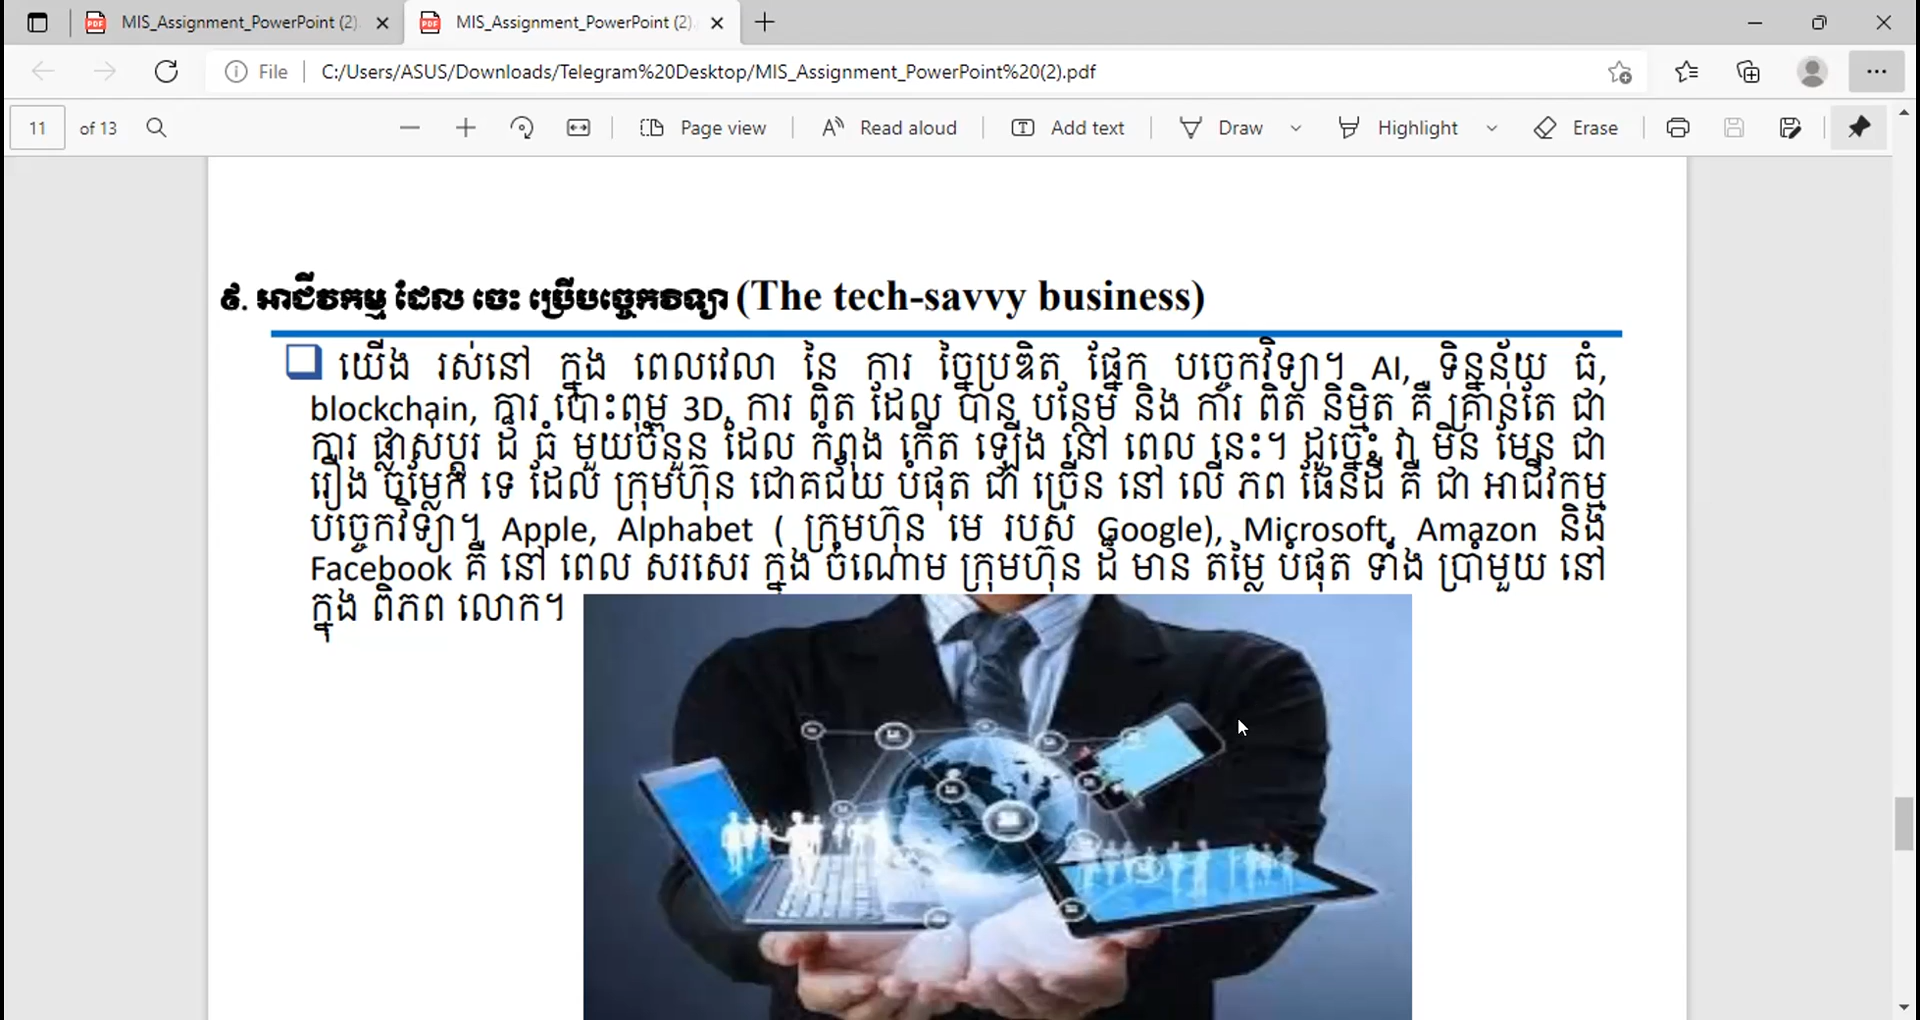 MIS_Assignment_PowerPoint (2).
MIS_Assignment_PowerPoint (2).
File
C:/Users/ASUS/Downloads/Telegram%20Desktop/MIS_Assignment_PowerPoint%20(2).pdf
11 of 13
Page view
Read aloud
Add text
Draw
Highlight
Erase
៩. អាជីវកម្ម ដែល ចេះ ប្រើបច្ចេកវិទ្យា (The tech-savvy business)
យើង រស់នៅ ក្នុង ពេលវេលា នៃ ការ ច្នៃប្រឌិត ផ្នែក បច្ចេកវិទ្យា។ AI, ទិន្នន័យ ធំ,
blockchain, ការ បោះពុម្ព 3D, ការ ពិត ដែល បាន បន្ថែម និង ការ ពិត និម្មិត គឺ គ្រាន់តែ ជា
ការ ផ្លាស់ប្តូរ ដ៏ ធំ មួយចំនួន ដែល កំពុង កើត ឡើង នៅ ពេល នេះ។ ដូច្នេះ វា មិន មែន ជា
រឿង ចម្លែក ទេ ដែល ក្រុមហ៊ុន ជោគជ័យ បំផុត ជា ច្រើន នៅ លើ ភព ផែនដី គឺ ជា អាជីវកម្ម
បច្ចេកវិទ្យា។ Apple, Alphabet ( ក្រុមហ៊ុន មេ របស់ Google), Microsoft, Amazon និង
Facebook គឺ នៅ ពេល សរសេរ ក្នុង ចំណោម ក្រុមហ៊ុន ដ៏ មាន តម្លៃ បំផុត ទាំង ប្រាំមួយ នៅ
ក្នុង ពិភព លោក។